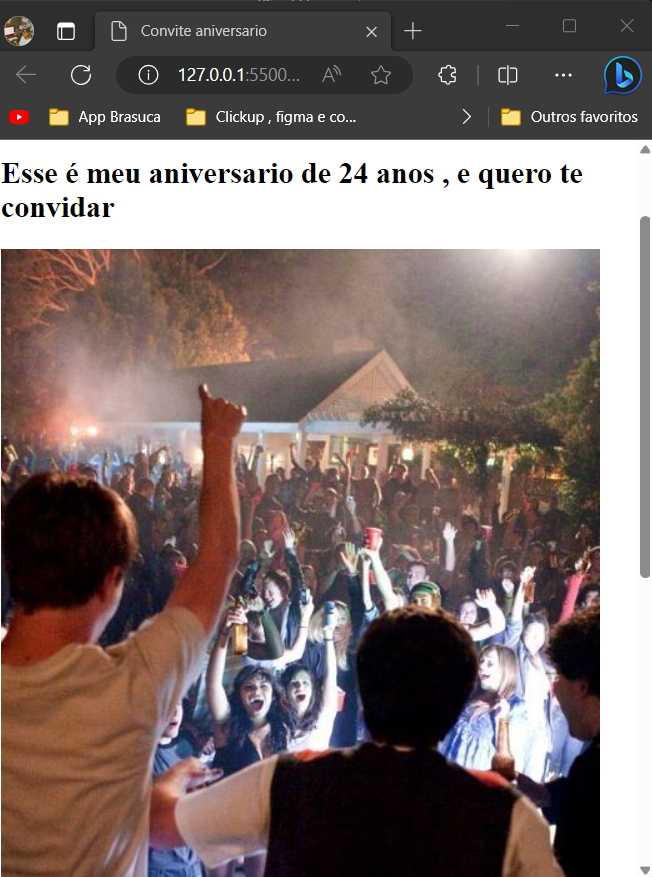 Convite aniversario
127.0.0.1:5500...
App Brasuca
Clickup , figma e co...
Outros favoritos
Esse é meu aniversario de 24 anos , e quero te
convidar